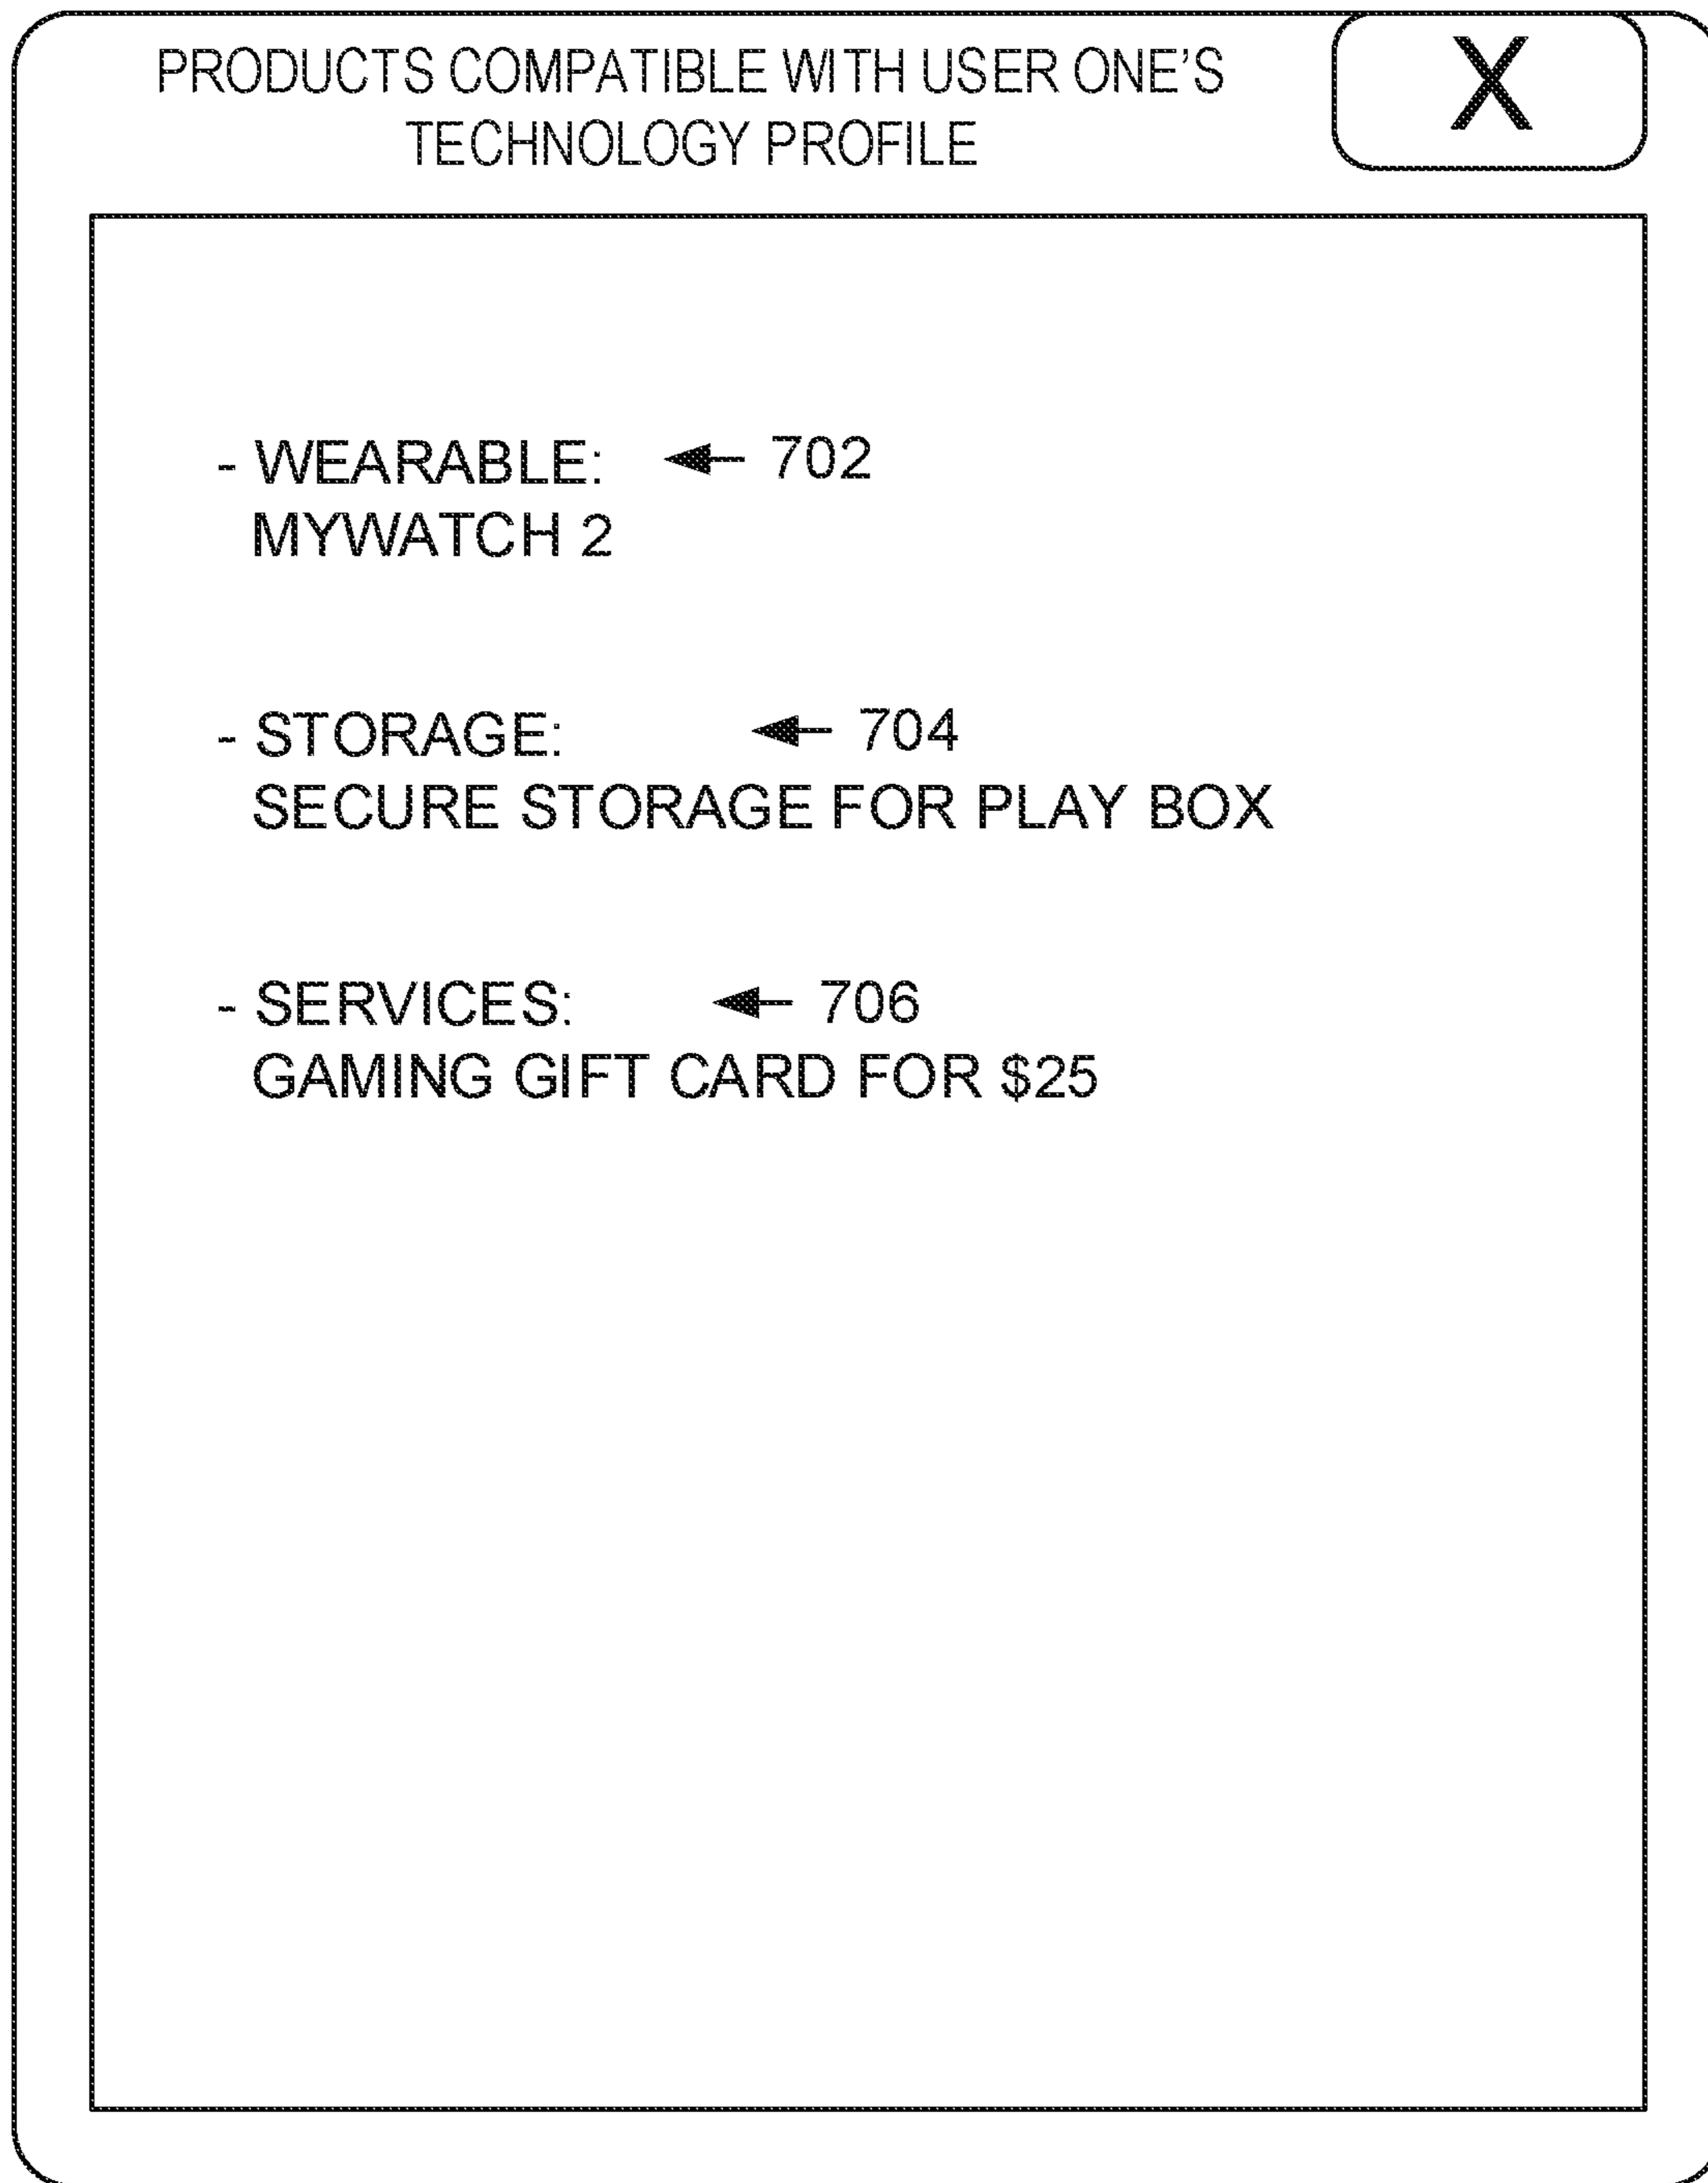 PRODUCTS COMPATIBLE WITH USER ONE'S
TECHNOLOGY PROFILE
X
- WEARABLE: 702
MYWATCH 2
- STORAGE: 704
SECURE STORAGE FOR PLAY BOX
- SERVICES: 706
GAMING GIFT CARD FOR $25